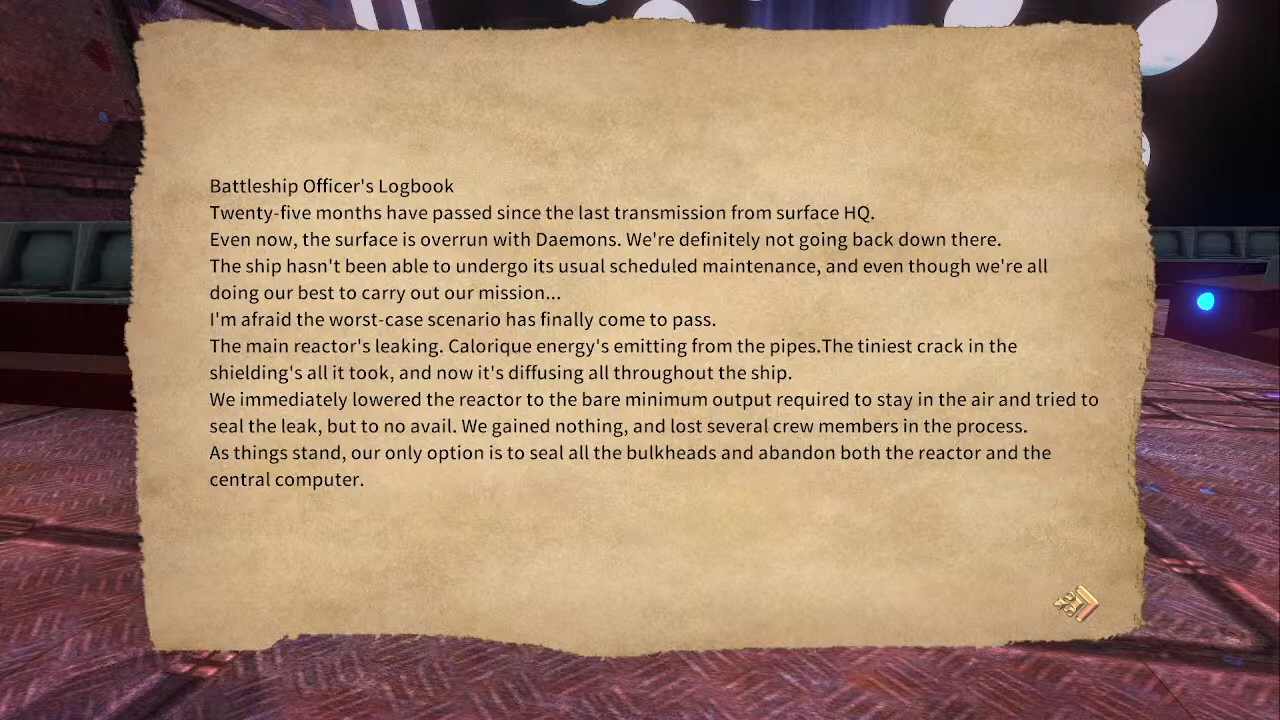 Battleship Officer's Logbook
Twenty-five months have passed since the last transmission from surface HQ.
Even now, the surface is overrun with Daemons. We're definitely not going back down there.
The ship hasn't been able to undergo its usual scheduled maintenance, and even though we're all
doing our best to carry out our mission...
I'm afraid the worst-case scenario has finally come to pass.
The main reactor's leaking. Calorique energy's emitting from the pipes.The tiniest crack in the
shielding's all it took, and now it's diffusing all throughout the ship.
We immediately lowered the reactor to the bare minimum output required to stay in the air and tried to
seal the leak, but to no avail. We gained nothing, and lost several crew members in the process.
As things stand, our only option is to seal all the bulkheads and abandon both the reactor and the
central computer.